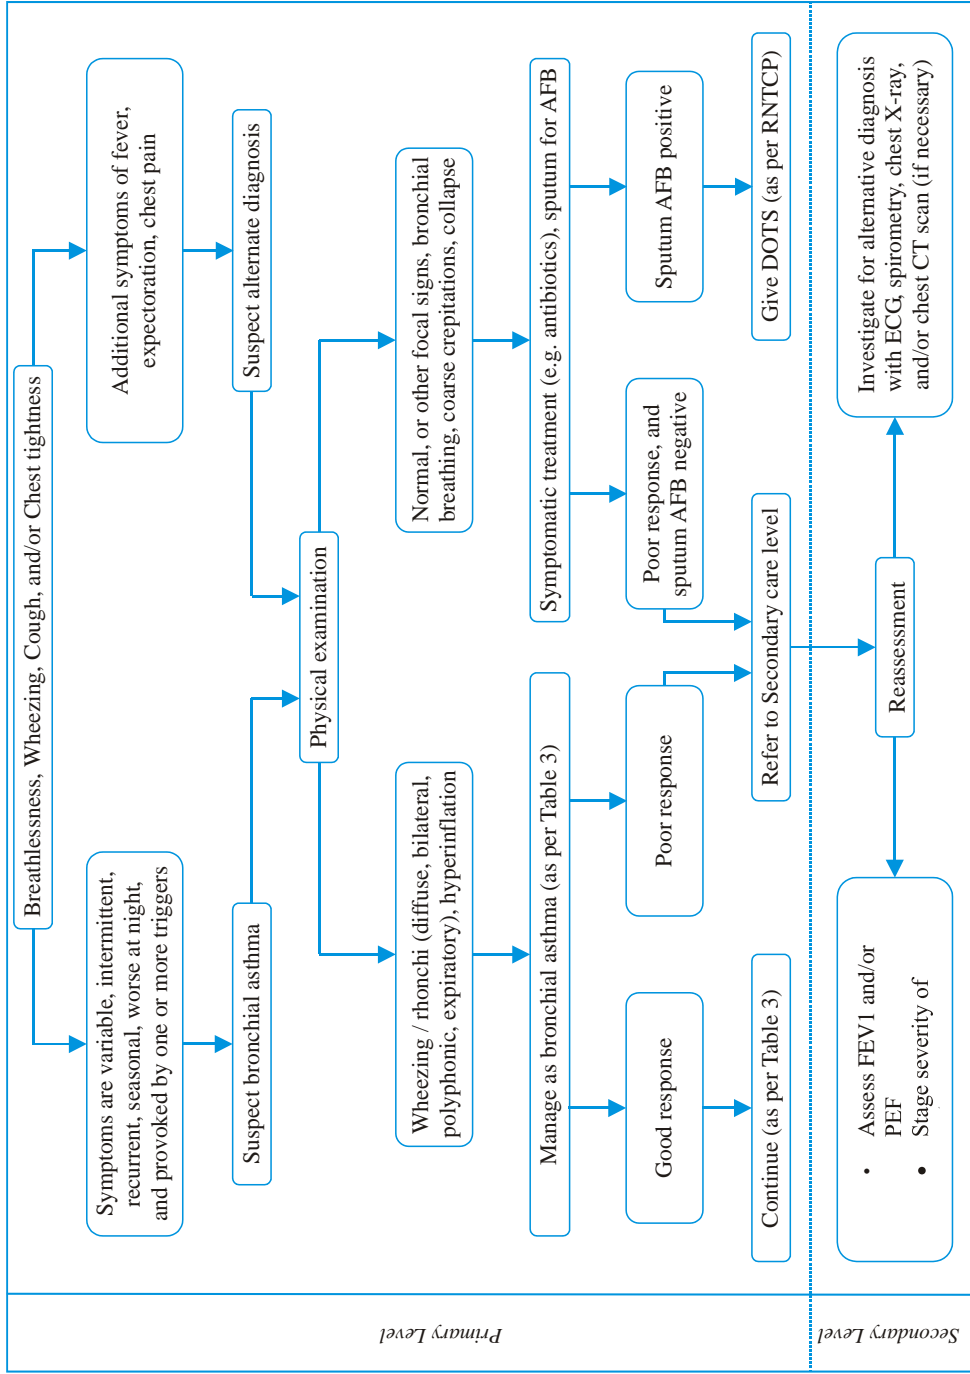 Breathlessness, Wheezing, Cough, and/or Chest tightness
Symptoms are variable, intermittent,
recurrent, seasonal, worse at night,
and provoked by one or more triggers
Additional symptoms of fever,
expectoration, chest pain
Suspect bronchial asthma
Suspect alternate diagnosis
Physical examination
Wheezing / rhonchi (diffuse, bilateral,
polyphonic, expiratory), hyperinflation
Normal, or other focal signs, bronchial
breathing, coarse crepitations, collapse
Manage as bronchial asthma (as per Table 3)
Symptomatic treatment (e.g. antibiotics), sputum for AFB
Good response
Poor response
Poor response, and
sputum AFB negative
Sputum AFB positive
Continue (as per Table 3)
Refer to Secondary care level
Give DOTS (as per RNTCP)
Primary Level
Reassessment
• Assess FEV1 and/or
PEF
• Stage severity of
Investigate for alternative diagnosis
with ECG, spirometry, chest X-ray,
and/or chest CT scan (if necessary)
Secondary Level